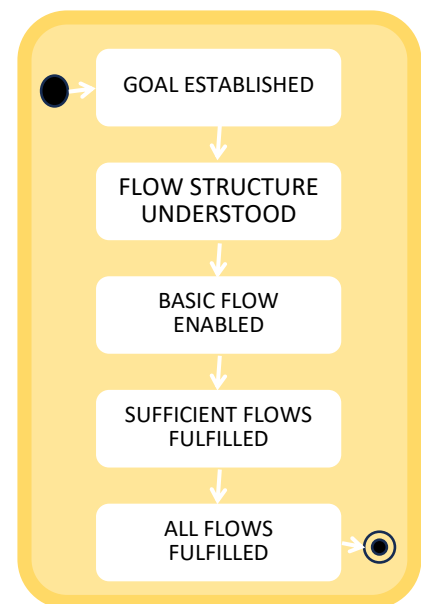 GOAL ESTABLISHED
FLOW STRUCTURE
UNDERSTOOD
BASIC FLOW
ENABLED
SUFFICIENT FLOWS
FULFILLED
ALL FLOWS
FULFILLED